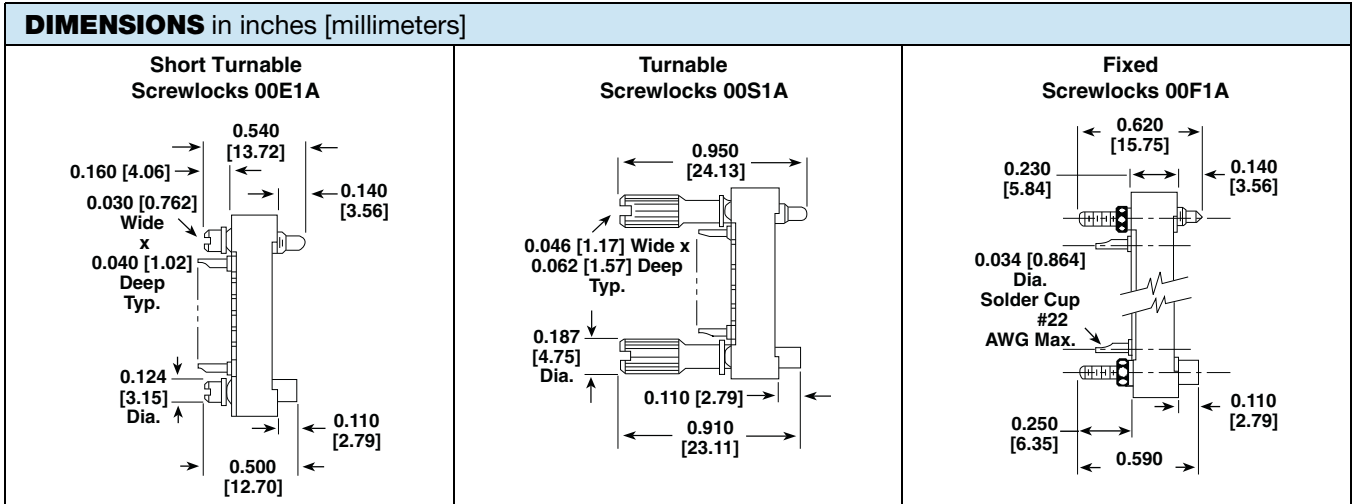 DIMENSIONS in inches [millimeters]
Short Turnable
Screwlocks 00E1A
0.540
[13.72]
0.160 [4.06]
0.140
[3.56]
0.030 [0.762]
Wide
x
0.040 [1.02]
Deep
Typ.
0.124
[3.15]
Dia.
0.110
[2.79]
0.500
[12.70]
Turnable
Screwlocks 00S1A
0.950
[24.13]
0.046 [1.17] Wide x
0.062 [1.57] Deep
Typ.
0.187
[4.75]
Dia.
0.110 [2.79]
0.910
[23.11]
Fixed
Screwlocks 00F1A
0.620
[15.75]
0.230
[5.84]
0.140
[3.56]
0.034 [0.864]
Dia.
Solder Cup
#22
AWG Max.
0.110
[2.79]
0.250
[6.35]
0.590